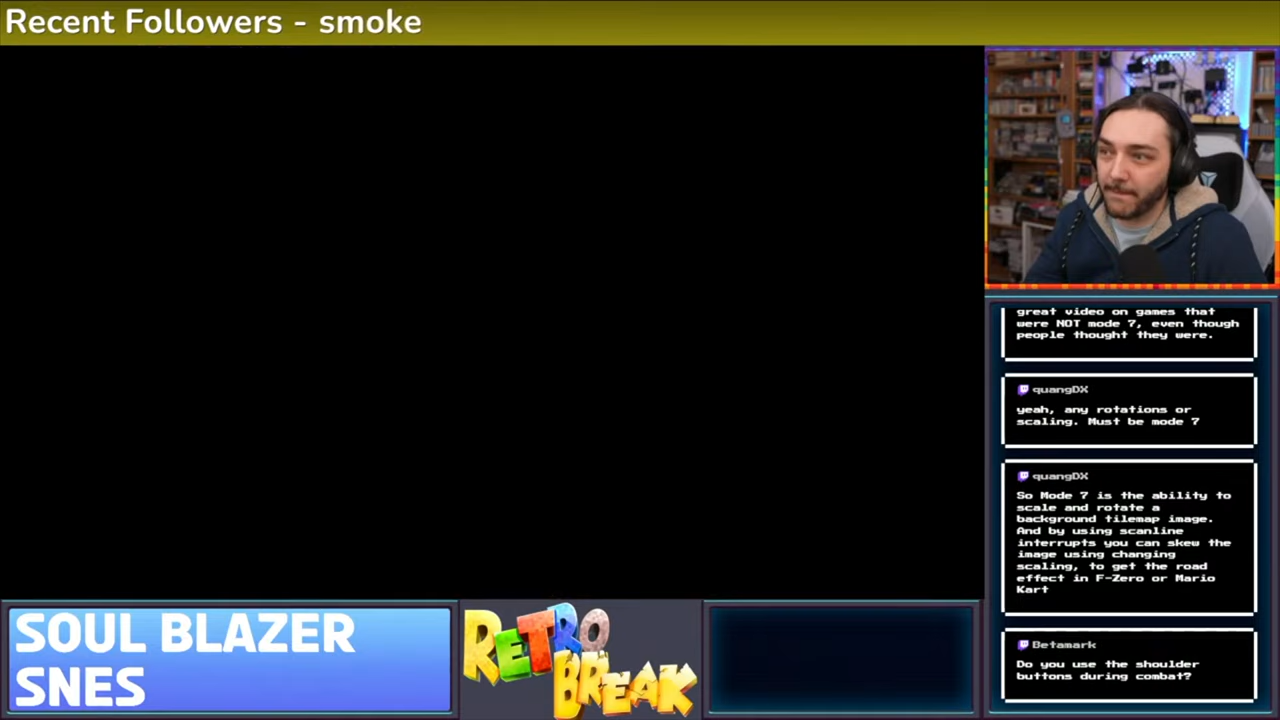 Recent Followers - smoke
great video on games that
were NOT mode 7, even though
people thought they were.
quangDX
yeah, any rotations or
scaling. Must be mode 7
quangDX
So Mode 7 is the ability to
scale and rotate a
background tilemap image.
And by using scanline
interrupts you can skew the
image using changing
scaling, to get the road
effect in F-Zero or Mario
Kart
Betamark
Do you use the shoulder
buttons during combat?
SOUL BLAZER
SNES
RETRO
BREAK